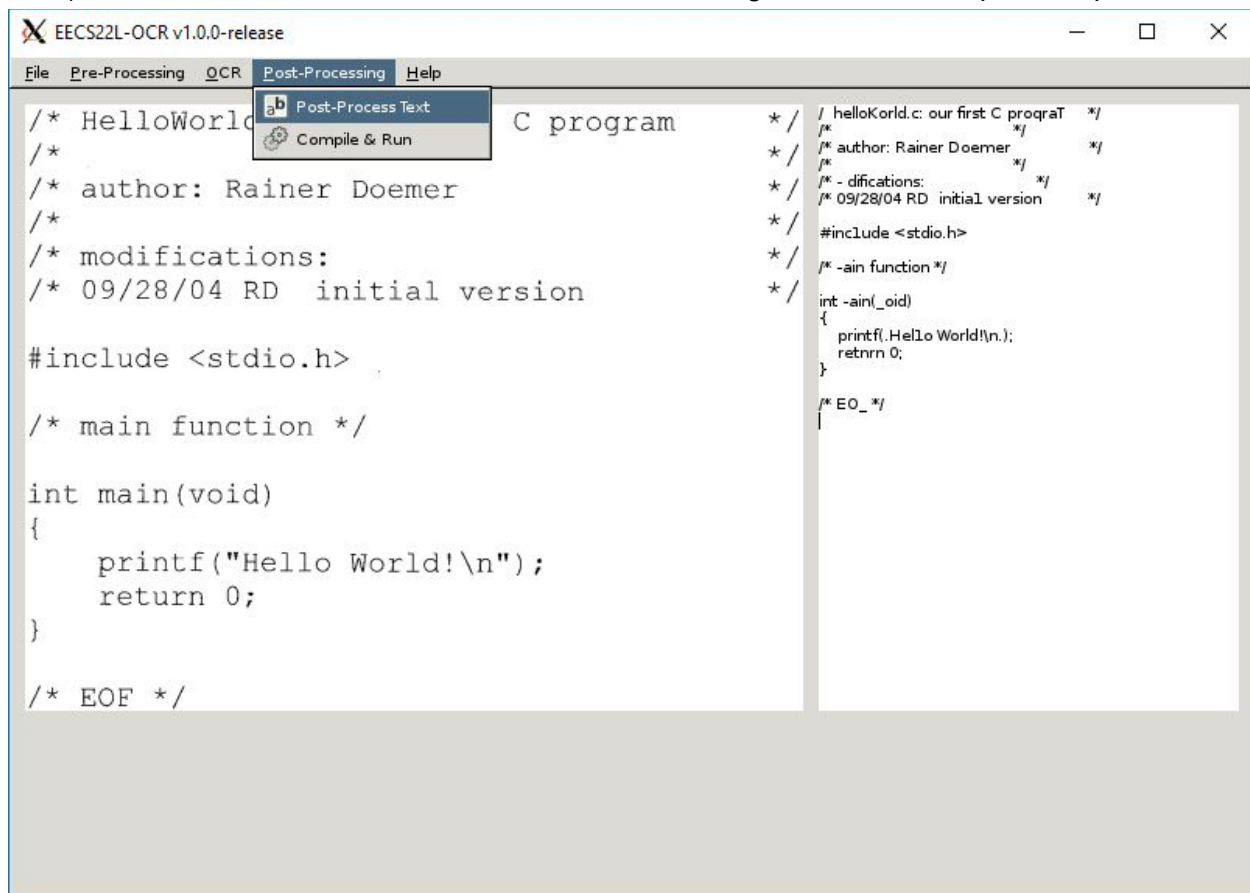 EECS22L-OCR v1.0.0-release
File Pre-Processing OCR Post-Processing Help
Post-Process Text
Compile & Run
/* HelloWorld C program */
/* */
/* author: Rainer Doemer */
/* */
/* modifications: */
/* 09/28/04 RD  initial version */
#include <stdio.h>
/* main function */
int main(void)
{
    printf("Hello World!\n");
    return 0;
}
/* EOF */
/ helloKorld.c: our first C proqraT */
/* */
/* author: Rainer Doemer */
/* */
/* - difications: */
/* 09/28/04 RD  initia1 version */
#inc1ude <stdio.h>
/* -ain function */
int -ain(_oid)
{
    printf(.Hel1o World!\n.);
    retnrn 0;
}
/* EO_ */